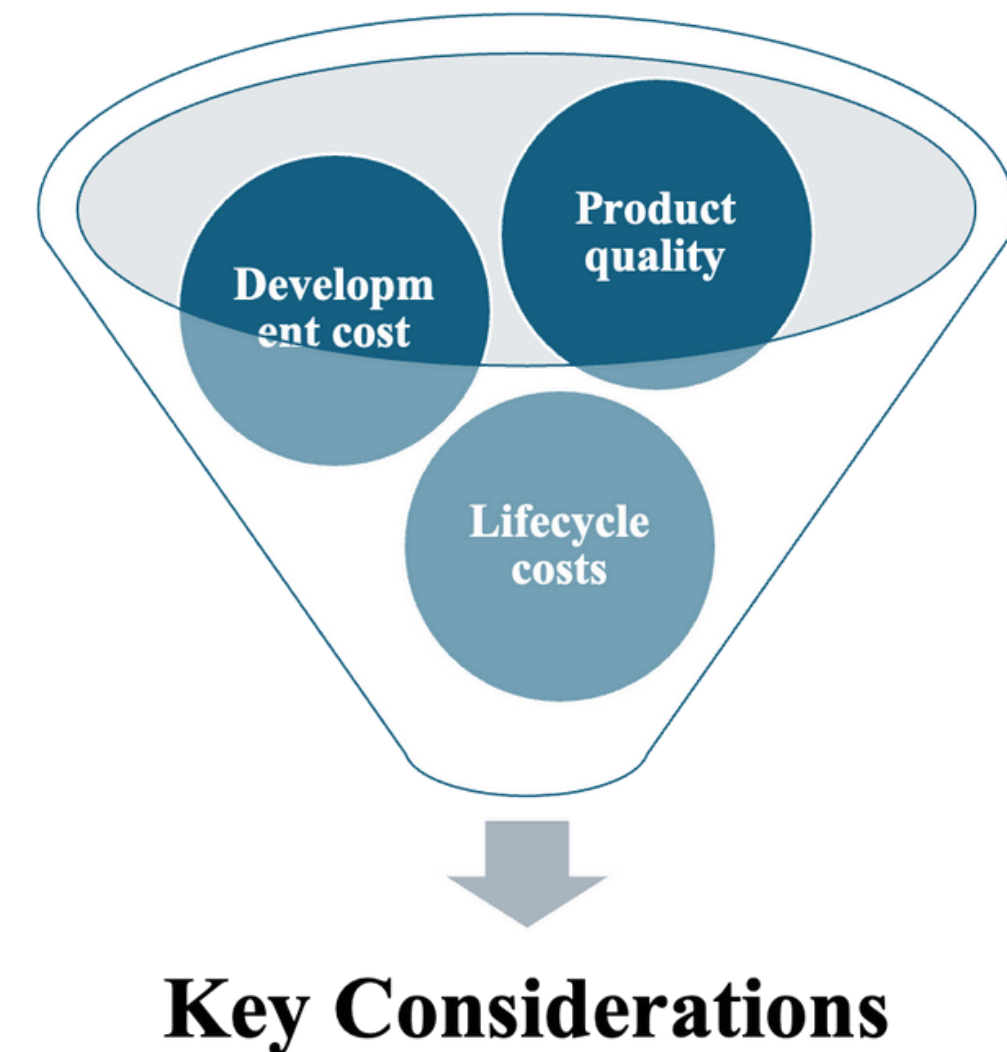 Product
quality
Developm
ent cost
Lifecycle
costs
Key Considerations